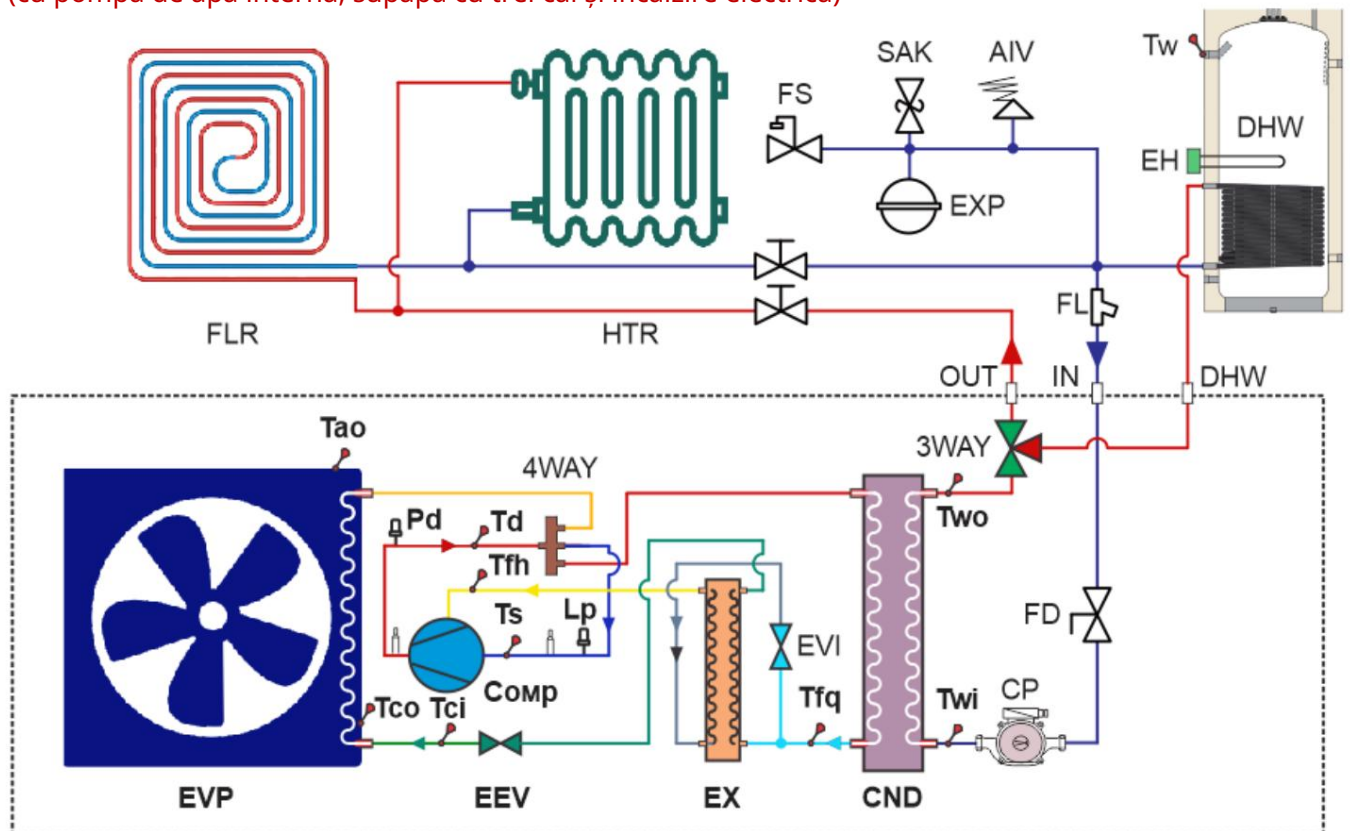 (cu pompă de apă internă, supapă cu trei căi și încălzire electrică)
SAK
AIV
Tw
FS
DHW
EH
EXP
FL
FLR
HTR
OUT
IN
DHW
Tao
4WAY
3WAY
Pd
Td
Two
Tfh
Ts
Lp
FD
EVI
Comp
Tco
Tci
Tfq
Twi
CP
EVP
EEV
EX
CND